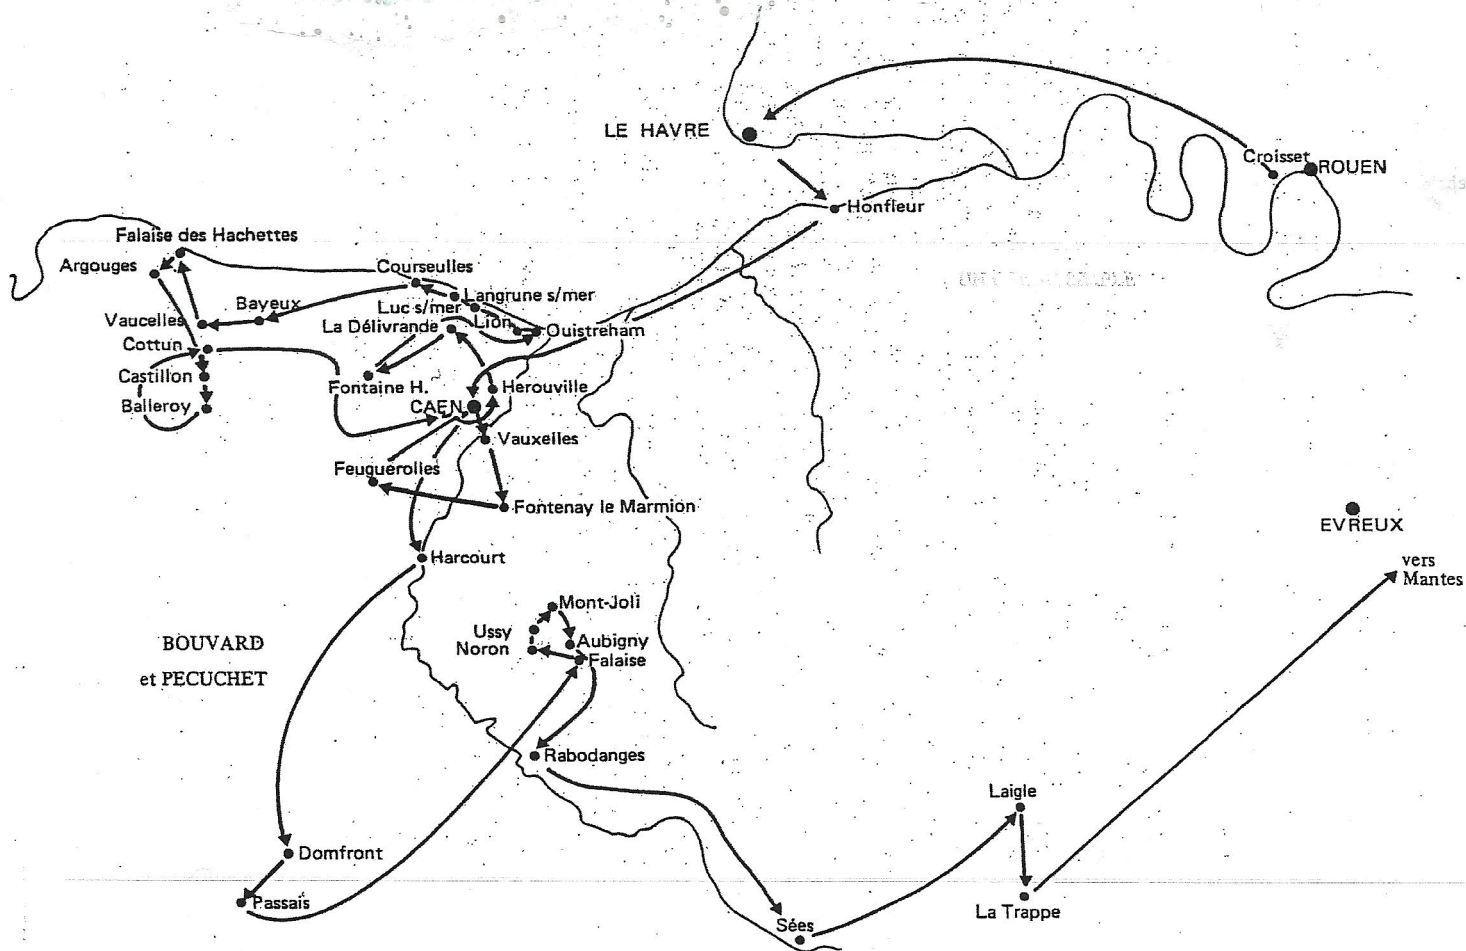 LE HAVRE
Croisset
ROUEN
Honfleur
Falaise des Hachettes
Argouges
Courseulles
Langrune s/mer
Bayeux
Luc s/mer
Vaucelles
La Délivrande
Lion
Ouistreham
Cottun
Castillon
Fontaine H.
Herouville
Balleroy
CAEN
Vauxelles
Feuguerolles
Fontenay le Marmion
EVREUX
Harcourt
vers
Mantes
Mont-Joli
Ussy
Aubigny
BOUVARD
et PECUCHET
Noron
Falaise
Rabodanges
Laigle
Domfront
Passais
La Trappe
Sées